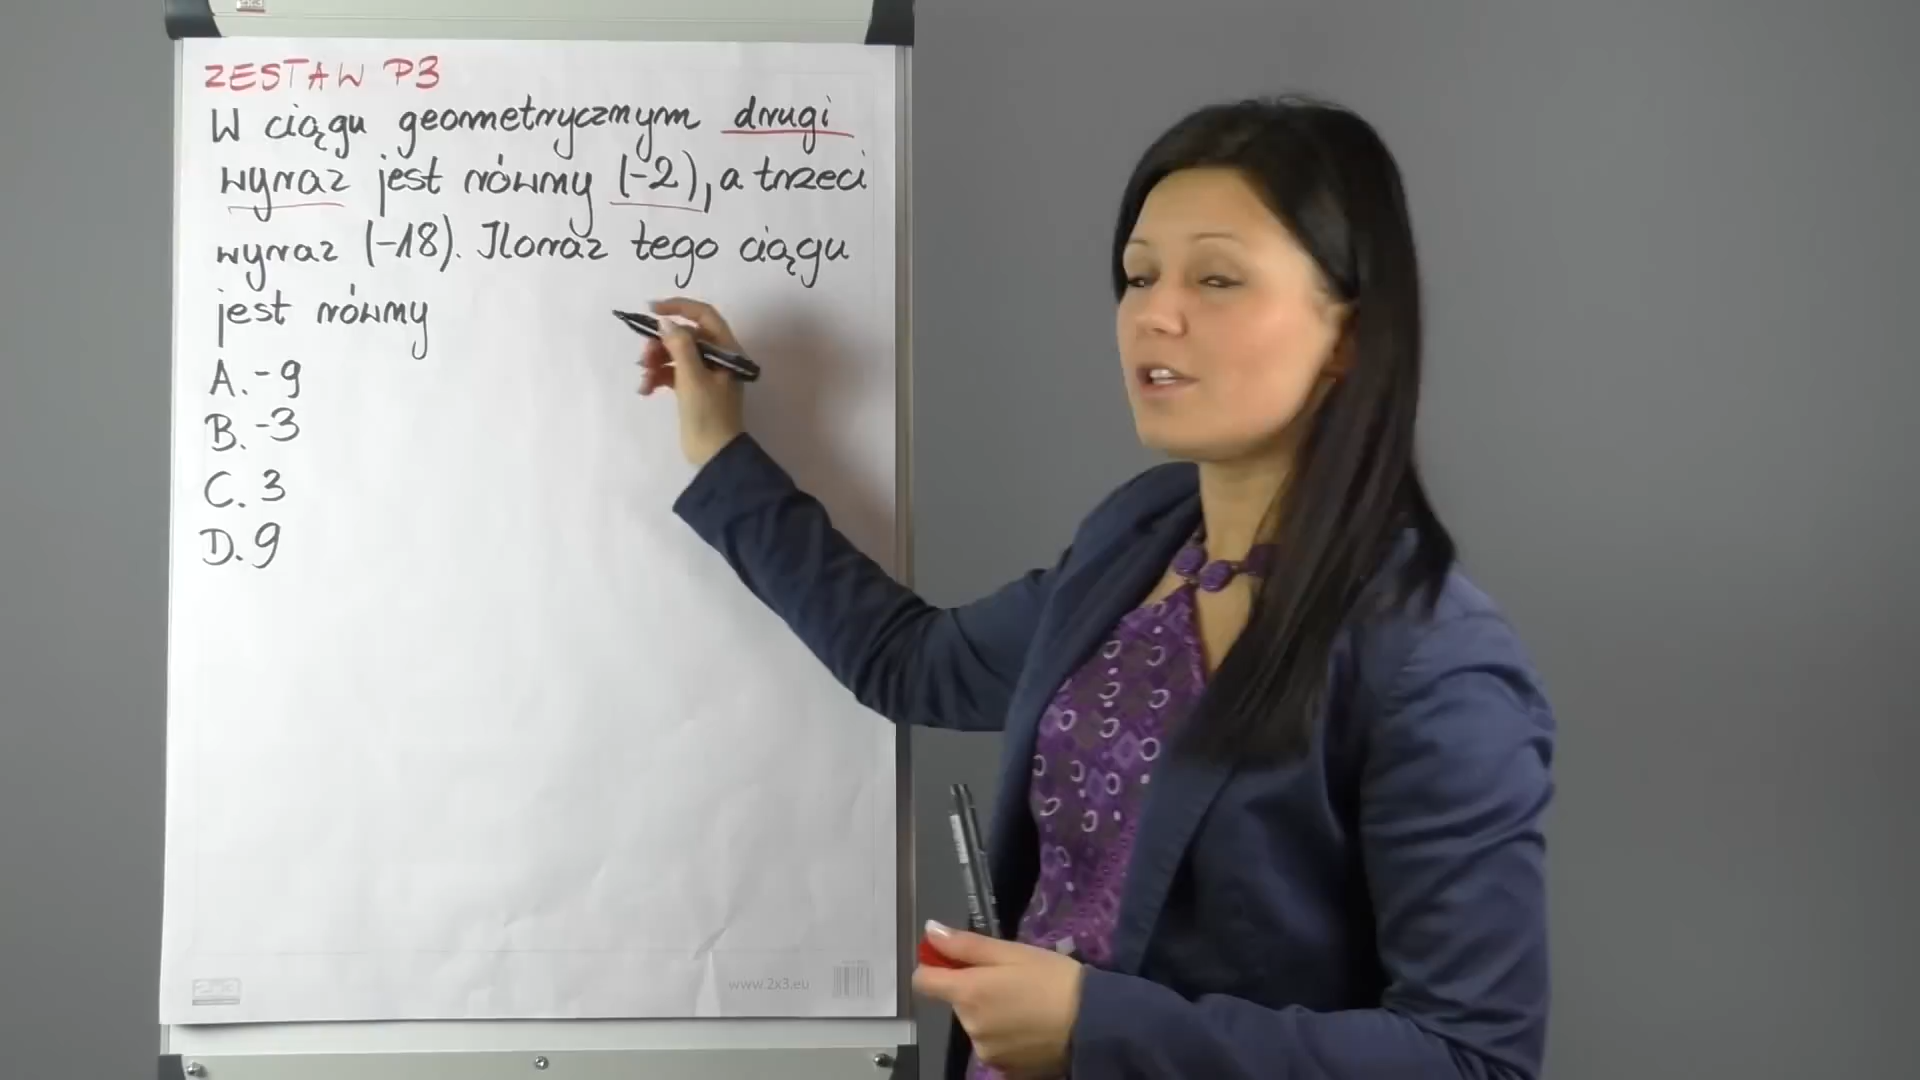 ZESTAW P3
W ciągu geometrycznym drugi
wyraz jest równy (-2), a trzeci
wyraz (-18). Iloraz tego ciągu
jest równy
A. -9
B. -3
C. 3
D. 9
www.2x3.eu